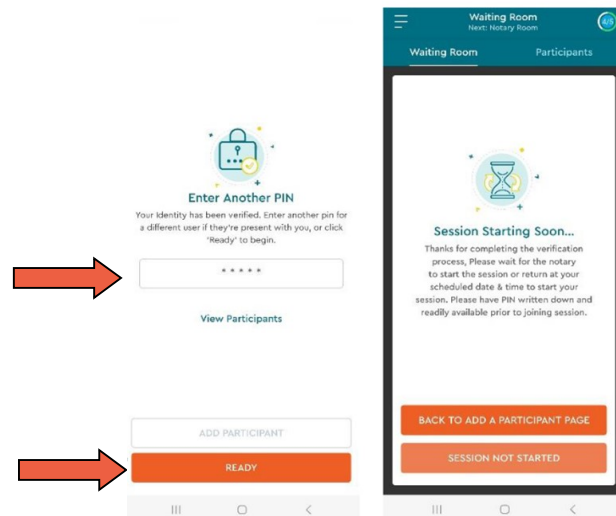 Enter Another PIN
Your Identity has been verified. Enter another pin for
a different user if they're present with you, or click
'Ready' to begin.
* * * * *
View Participants
ADD PARTICIPANT
READY
Waiting Room
Next: Notary Room
4/5
Waiting Room
Participants
Session Starting Soon...
Thanks for completing the verification
process, Please wait for the notary
to start the session or return at your
scheduled date & time to start your
session. Please have PIN written down and
readily available prior to joining session.
BACK TO ADD A PARTICIPANT PAGE
SESSION NOT STARTED